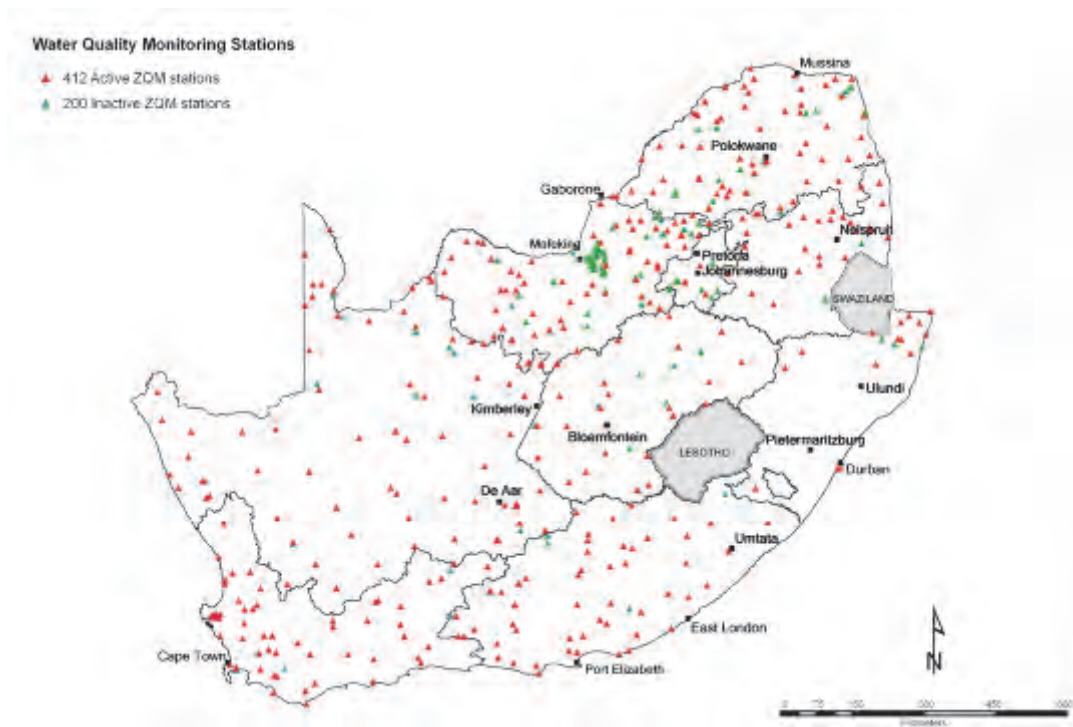 Water Quality Monitoring Stations
412 Active ZQM stations
200 Inactive ZQM stations
Mussina
Polokwane
Gaborone
Nelspruit
Pretoria
Johannesburg
SWAZILAND
Ulundi
Kimberley
Bloemfontein
LESOTHO
Pietermaritzburg
Durban
De Aar
Umtata
East London
Cape Town
Port Elizabeth
N